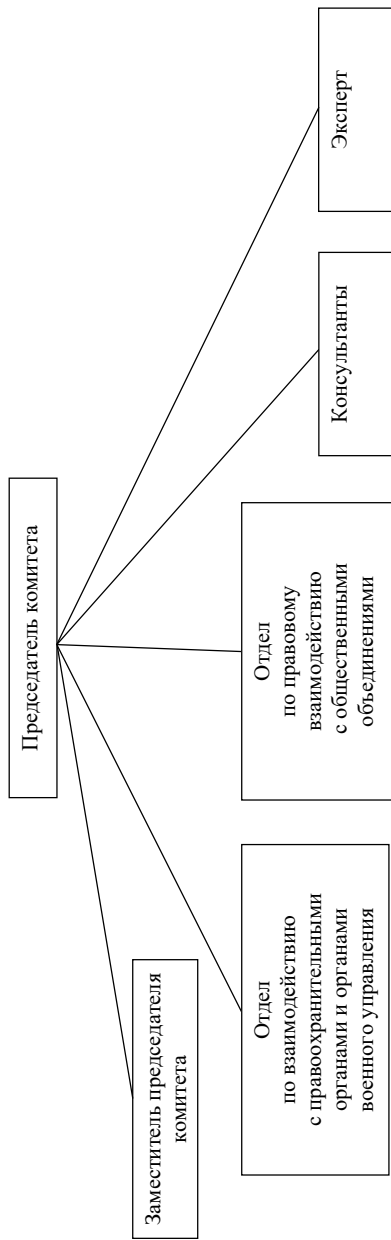 Председатель комитета
Заместитель председателя
комитета
Отдел
по взаимодействию
с правоохранительными
органами и органами
военного управления
Отдел
по правовому
взаимодействию
с общественными
объединениями
Консультанты
Эксперт